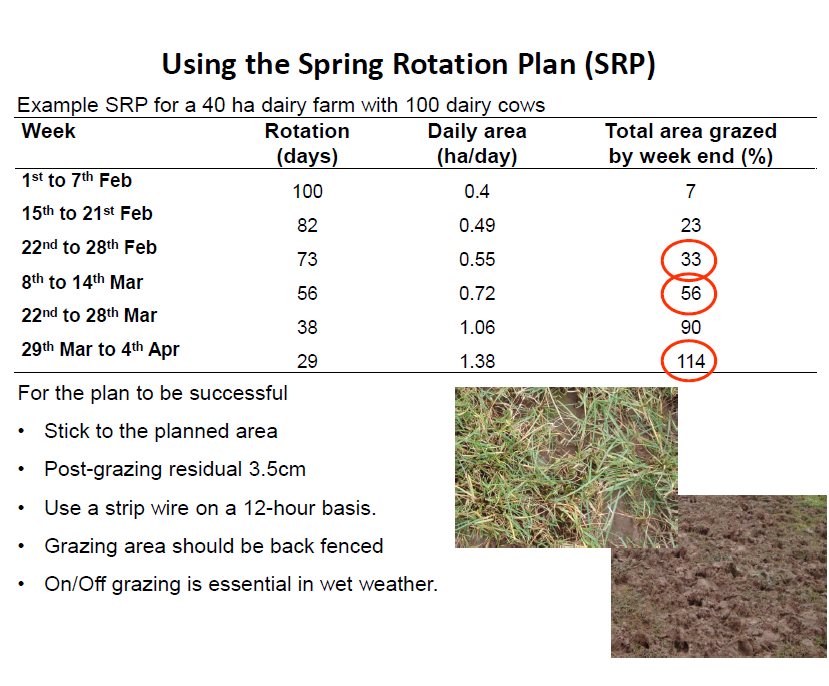 Using the Spring Rotation Plan (SRP)
Example SRP for a 40 ha dairy farm with 100 dairy cows
Week Rotation (days) Daily area (ha/day) Total area grazed by week end (%)
1st to 7th Feb 100 0.4 7
15th to 21st Feb 82 0.49 23
22nd to 28th Feb 73 0.55 33
8th to 14th Mar 56 0.72 56
22nd to 28th Mar 38 1.06 90
29th Mar to 4th Apr 29 1.38 114
For the plan to be successful
• Stick to the planned area
• Post-grazing residual 3.5cm
• Use a strip wire on a 12-hour basis.
• Grazing area should be back fenced
• On/Off grazing is essential in wet weather.